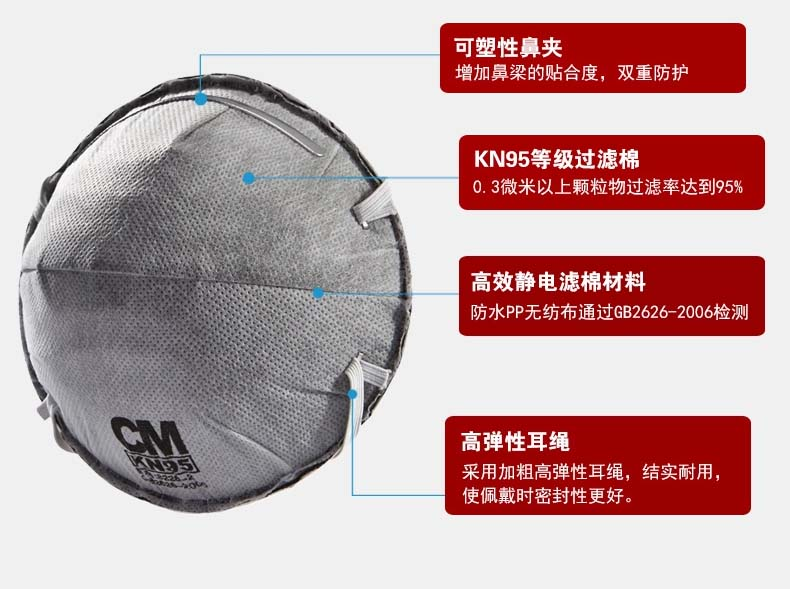 可塑性鼻夹
增加鼻梁的贴合度，双重防护
KN95等级过滤棉
0.3微米以上颗粒物过滤率达到95%
高效静电滤棉材料
防水PP无纺布通过GB2626-2006检测
高弹性耳绳
采用加粗高弹性耳绳，结实耐用，
使佩戴时密封性更好。
CM
KN95